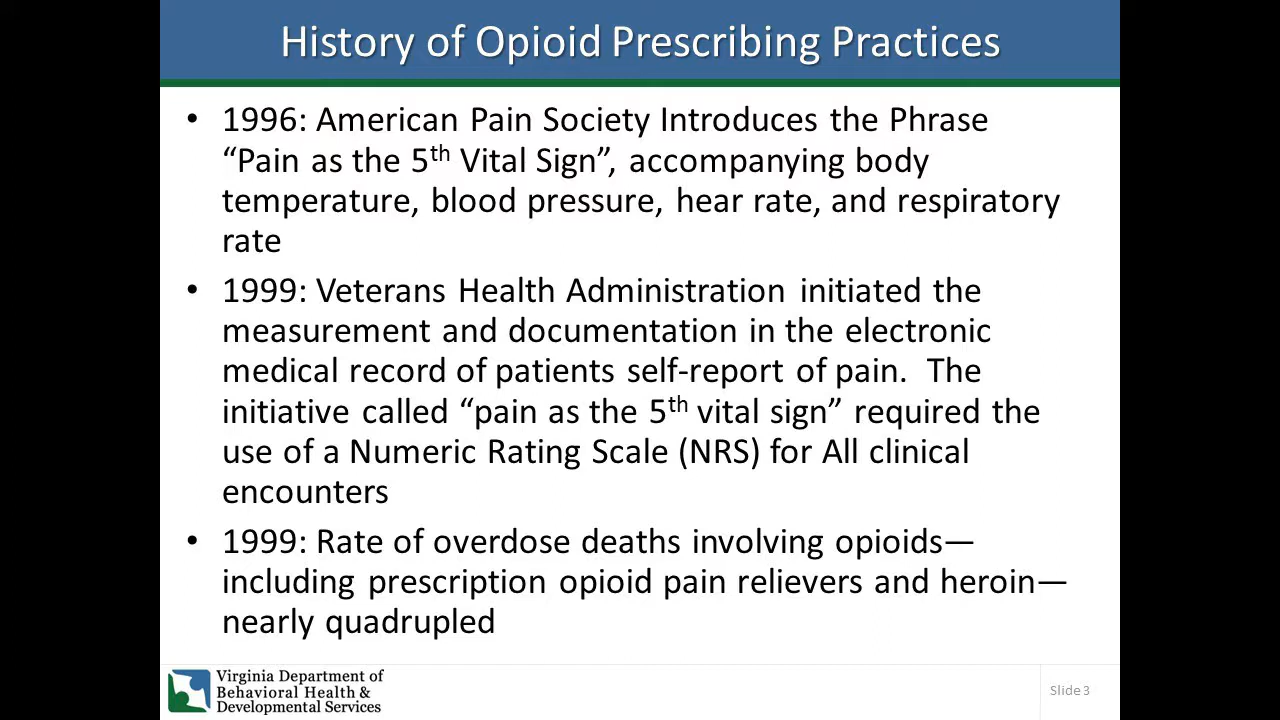 History of Opioid Prescribing Practices
• 1996: American Pain Society Introduces the Phrase
“Pain as the 5th Vital Sign”, accompanying body
temperature, blood pressure, hear rate, and respiratory
rate
• 1999: Veterans Health Administration initiated the
measurement and documentation in the electronic
medical record of patients self-report of pain.  The
initiative called “pain as the 5th vital sign” required the
use of a Numeric Rating Scale (NRS) for All clinical
encounters
• 1999: Rate of overdose deaths involving opioids—
including prescription opioid pain relievers and heroin—
nearly quadrupled
Virginia Department of
Behavioral Health &
Developmental Services
Slide 3